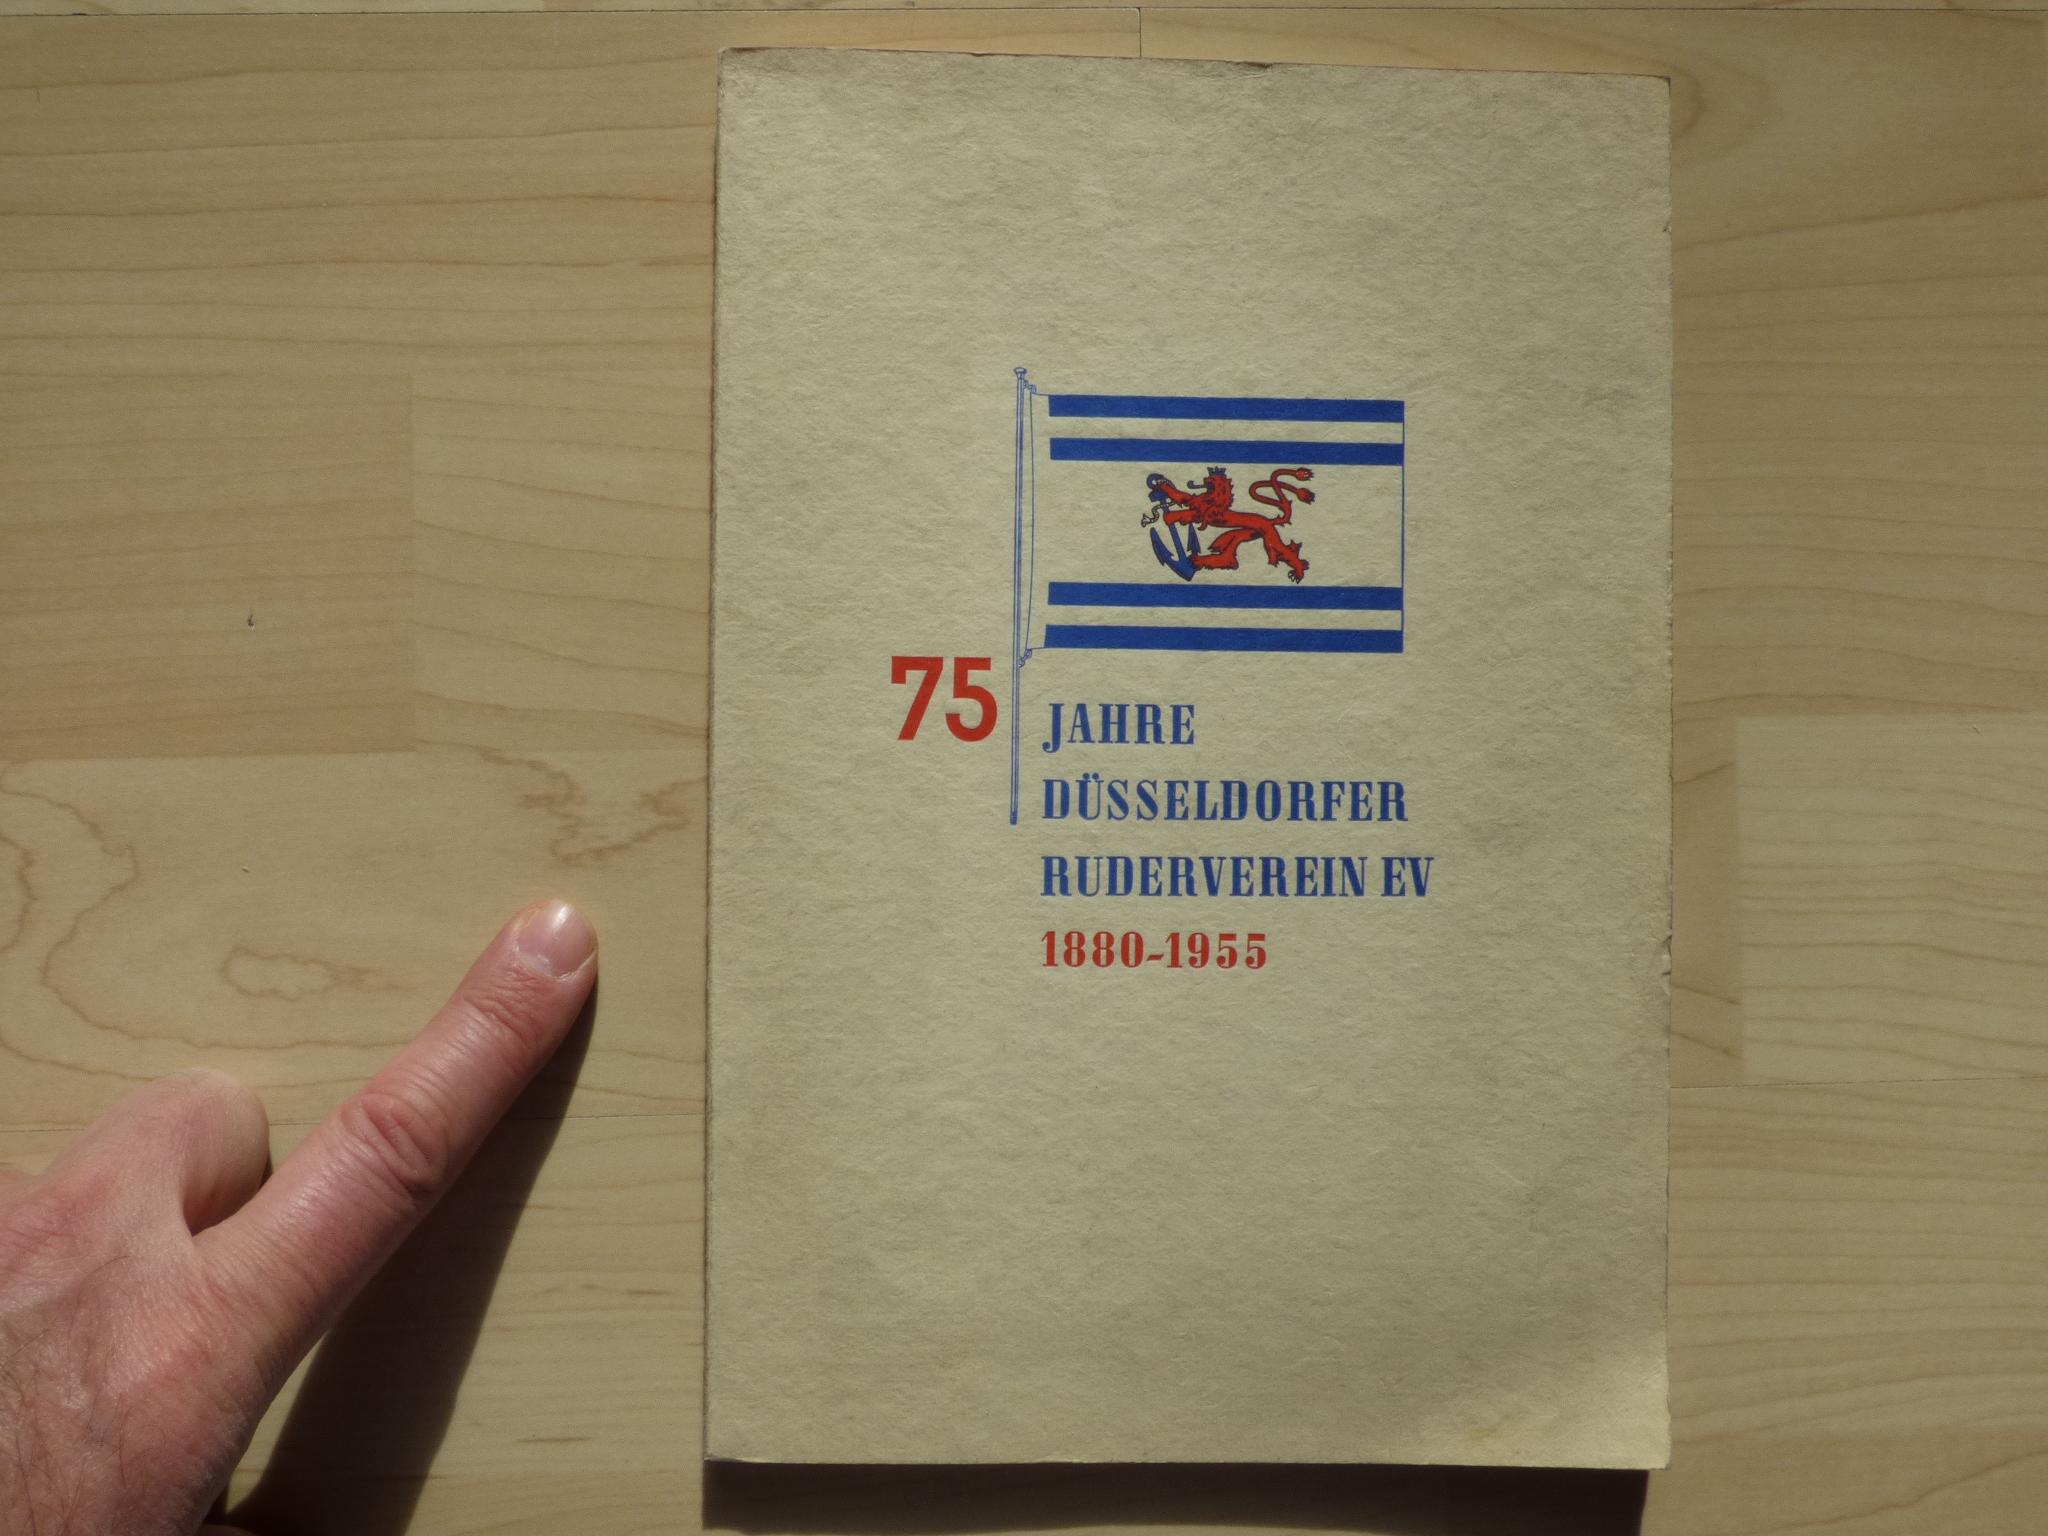 75 JAHRE
DÜSSELDORFER
RUDERVEREIN EV
1880-1955